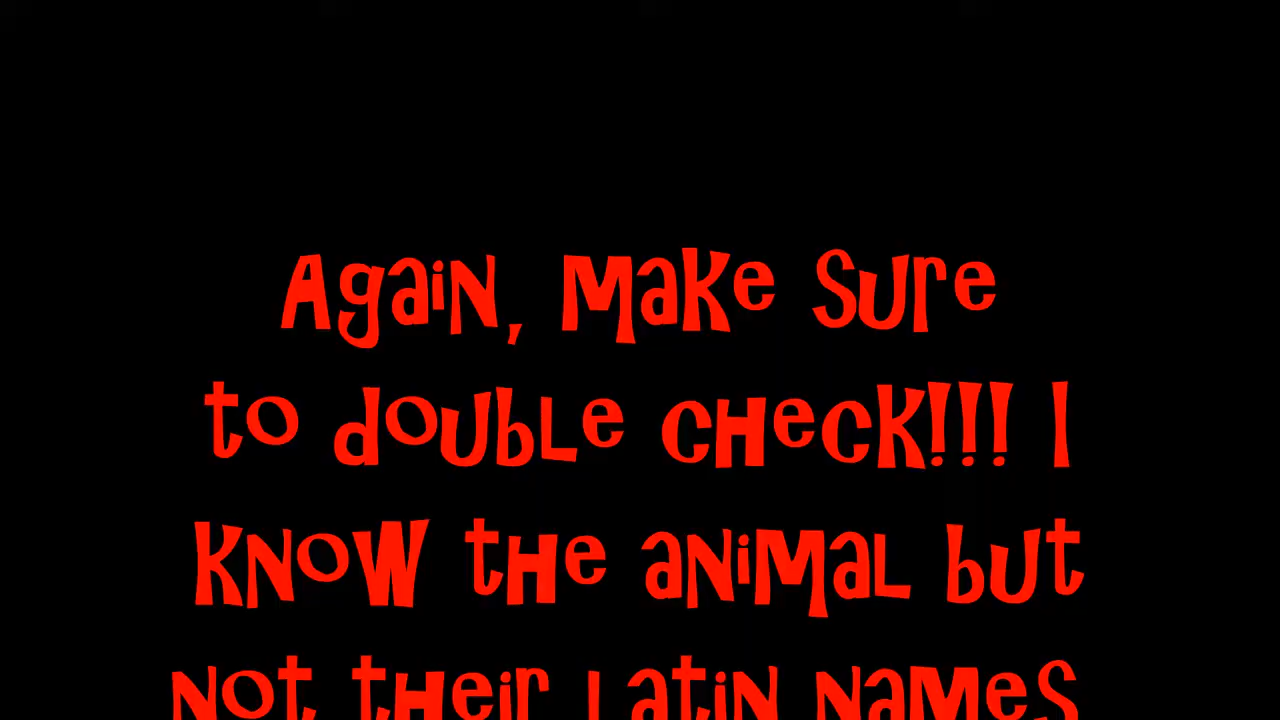 Again, Make Sure
to double check!!! I
know the animal but
not their Latin names